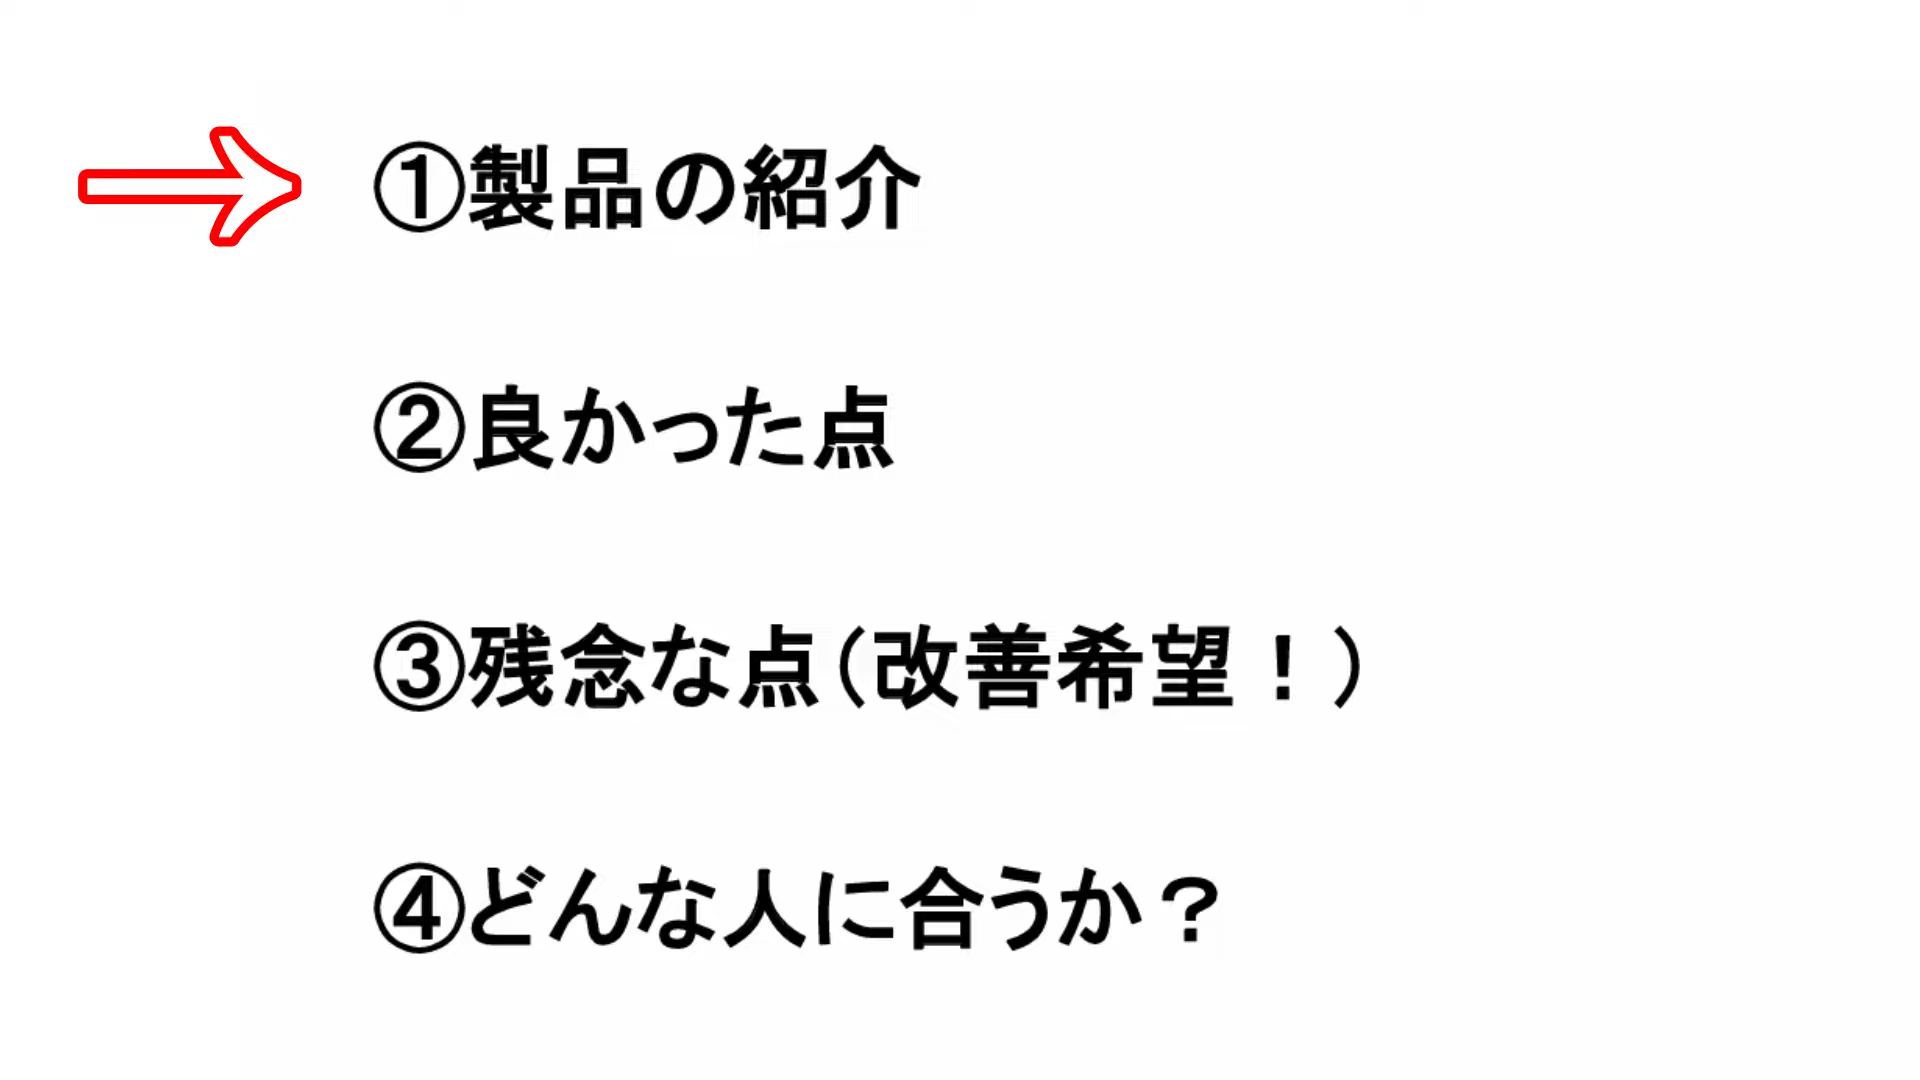 ①製品の紹介
②良かった点
③残念な点(改善希望！)
④どんな人に合うか？